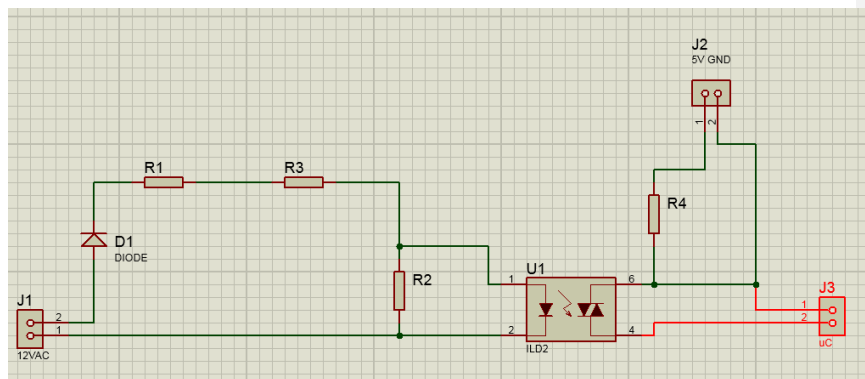 J2
5V GND
1
2
R1
R3
R4
D1
DIODE
U1
1
6
R2
J1
2
1
12VAC
2
4
ILD2
J3
1
2
uC